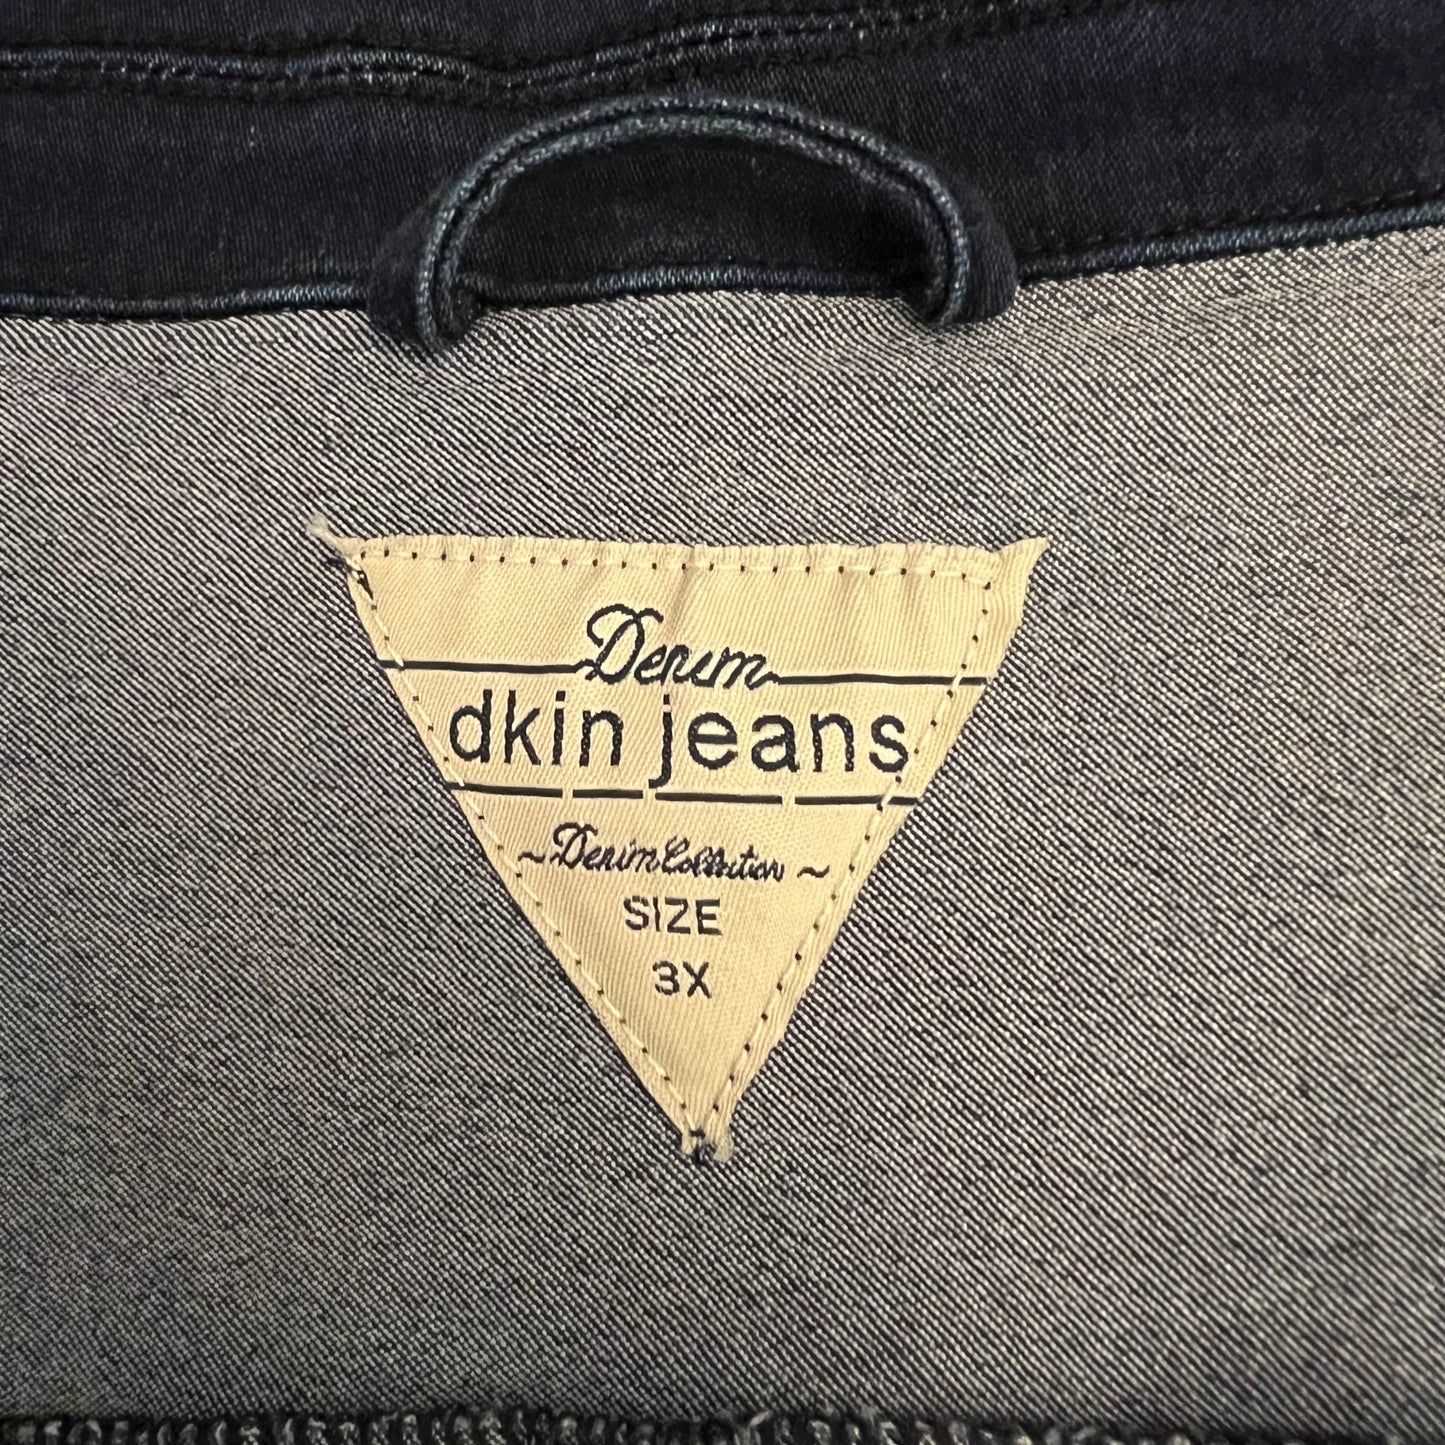 Denim
dkin jeans
~Denim Collection~
SIZE
3X